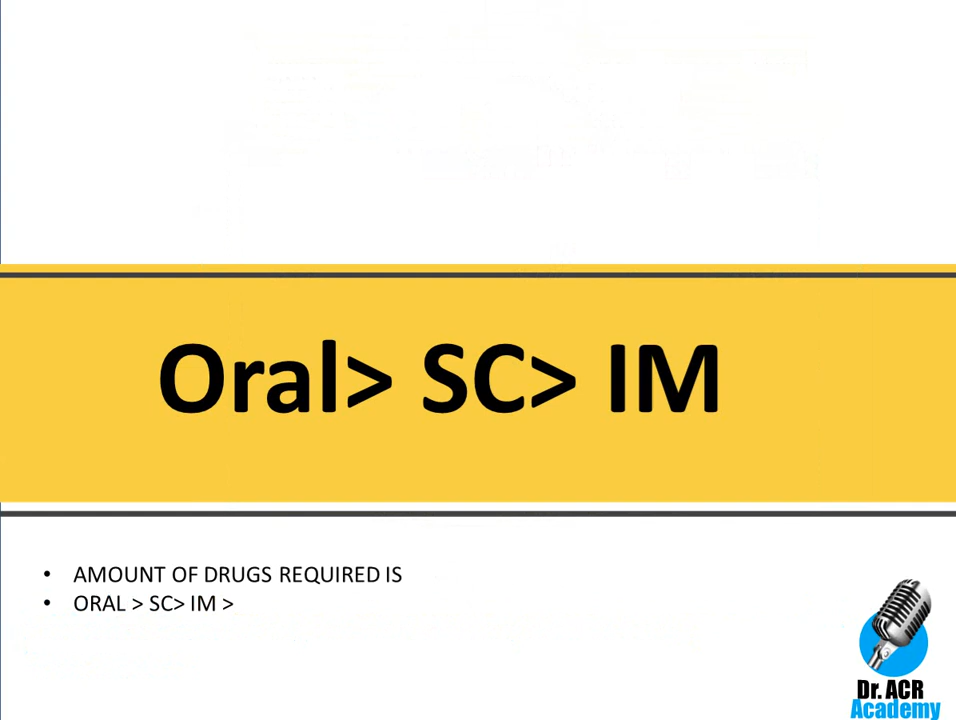 Oral> SC> IM
• AMOUNT OF DRUGS REQUIRED IS
• ORAL > SC> IM >
Dr. ACR
Academy